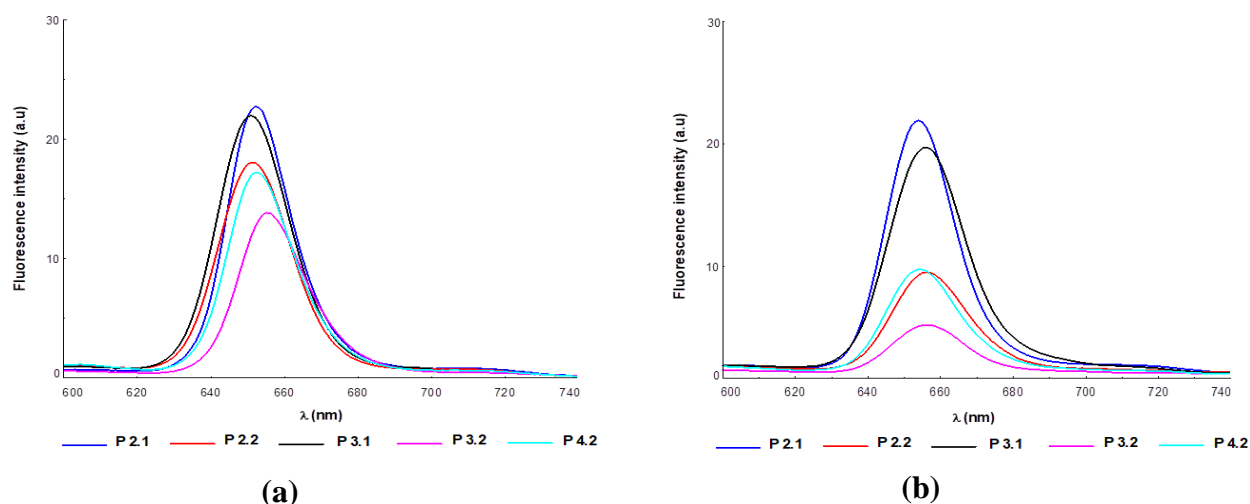 30
20
10
0
Fluorescence intensity (a.u)
600 620 640 660 680 700 720 740
λ (nm)
P 2.1 P 2.2 P 3.1 P 3.2 P 4.2
(a)
30
20
10
0
Fluorescence intensity (a.u)
600 620 640 660 680 700 720 740
λ (nm)
P 2.1 P 2.2 P 3.1 P 3.2 P 4.2
(b)